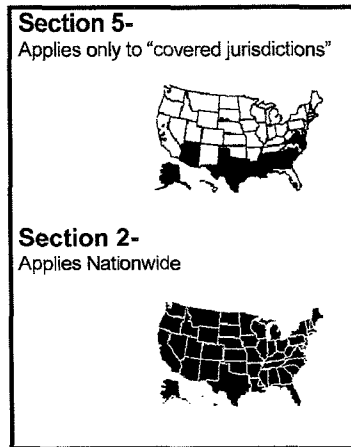 Section 5-
Applies only to “covered jurisdictions”
Section 2-
Applies Nationwide